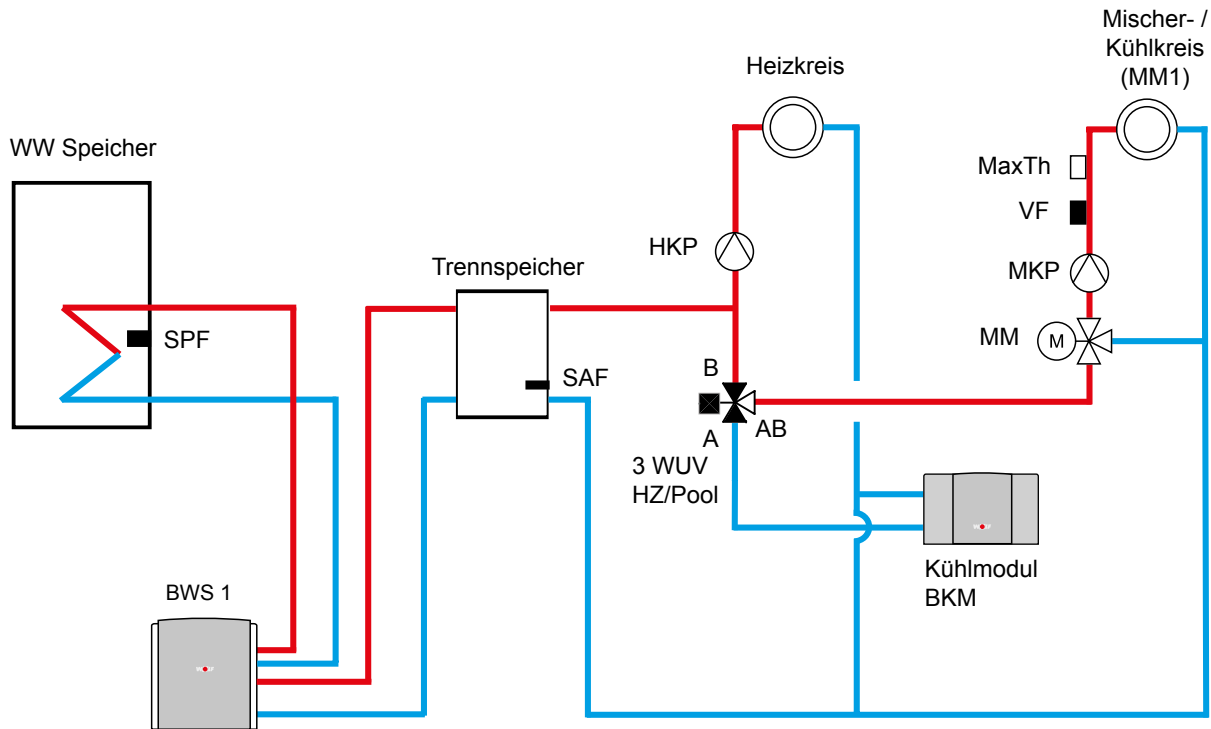 Mischer- /
Kühlkreis
(MM1)
Heizkreis
WW Speicher
MaxTh
VF
HKP
MKP
Trennspeicher
SPF
MM
M
SAF
B
A
AB
3 WUV
HZ/Pool
Kühlmodul
BKM
BWS 1